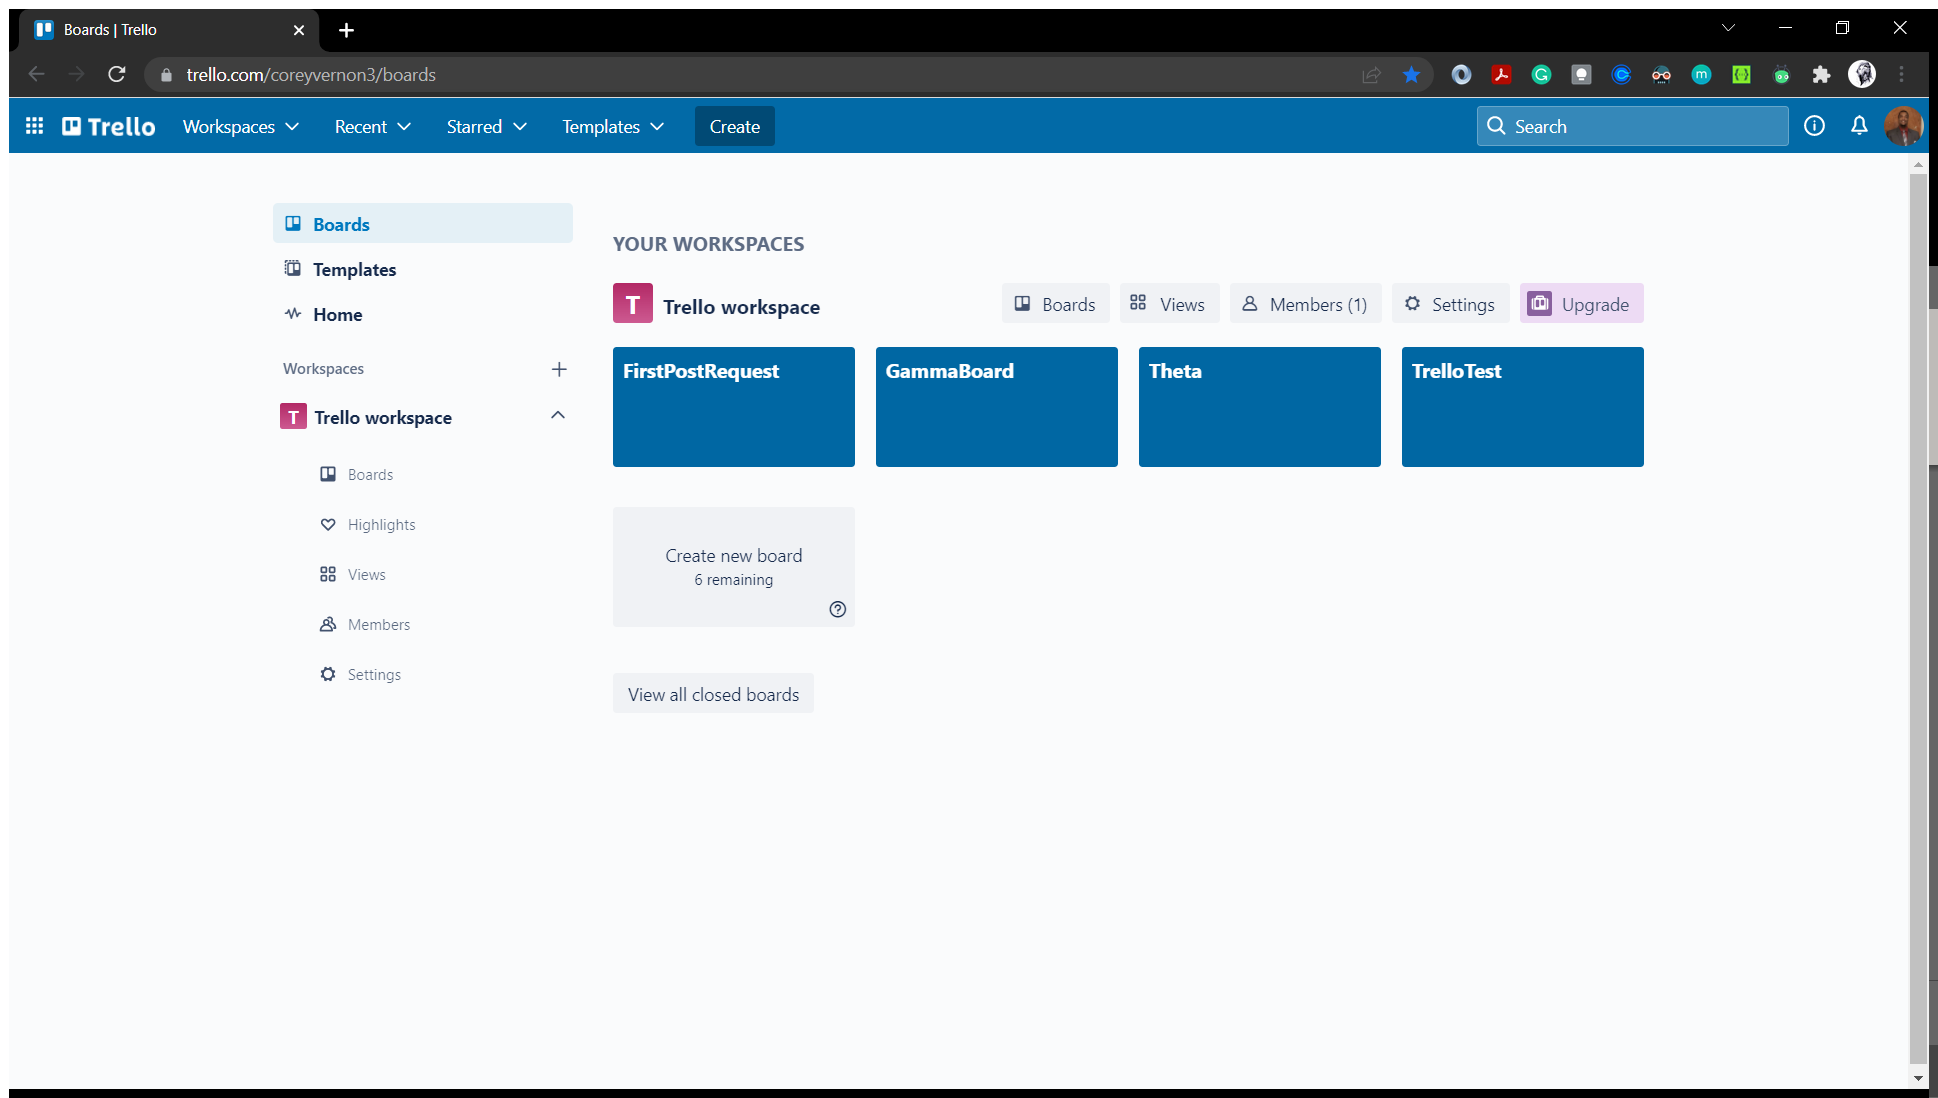 Boards | Trello
trello.com/coreyvernon3/boards
Trello Workspaces Recent Starred Templates Create Search
Boards
Templates
Home
Workspaces
T Trello workspace
Boards
Highlights
Views
Members
Settings
YOUR WORKSPACES
T Trello workspace
Boards Views Members (1) Settings Upgrade
FirstPostRequest GammaBoard Theta TrelloTest
Create new board
6 remaining
View all closed boards